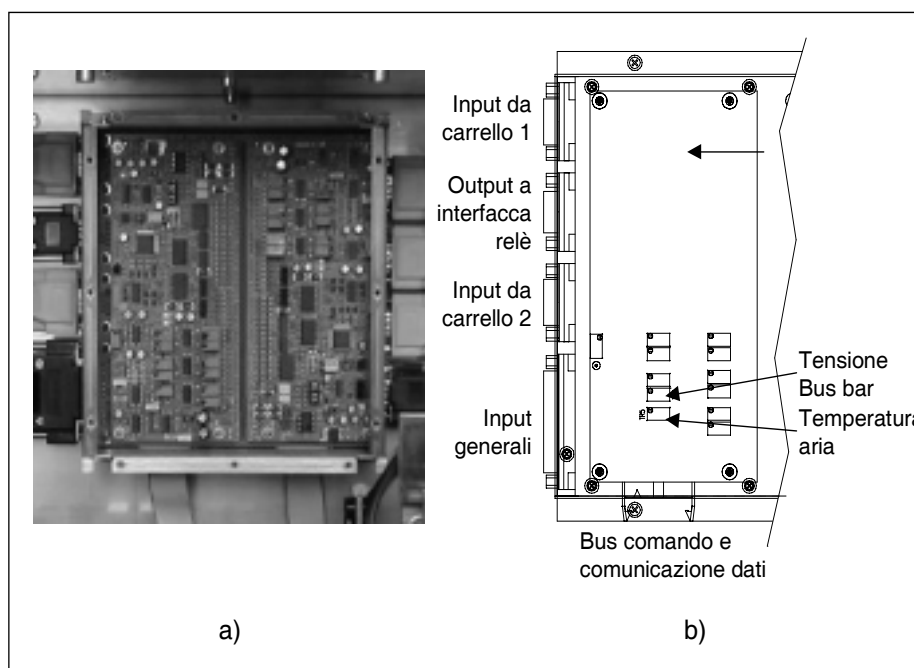 Input da
carrello 1
Output a
interfacca
relè
Input da
carrello 2
Input
generali
Tensione
Bus bar
TH5
Temperatura
aria
Bus comando e
comunicazione dati
a)
b)